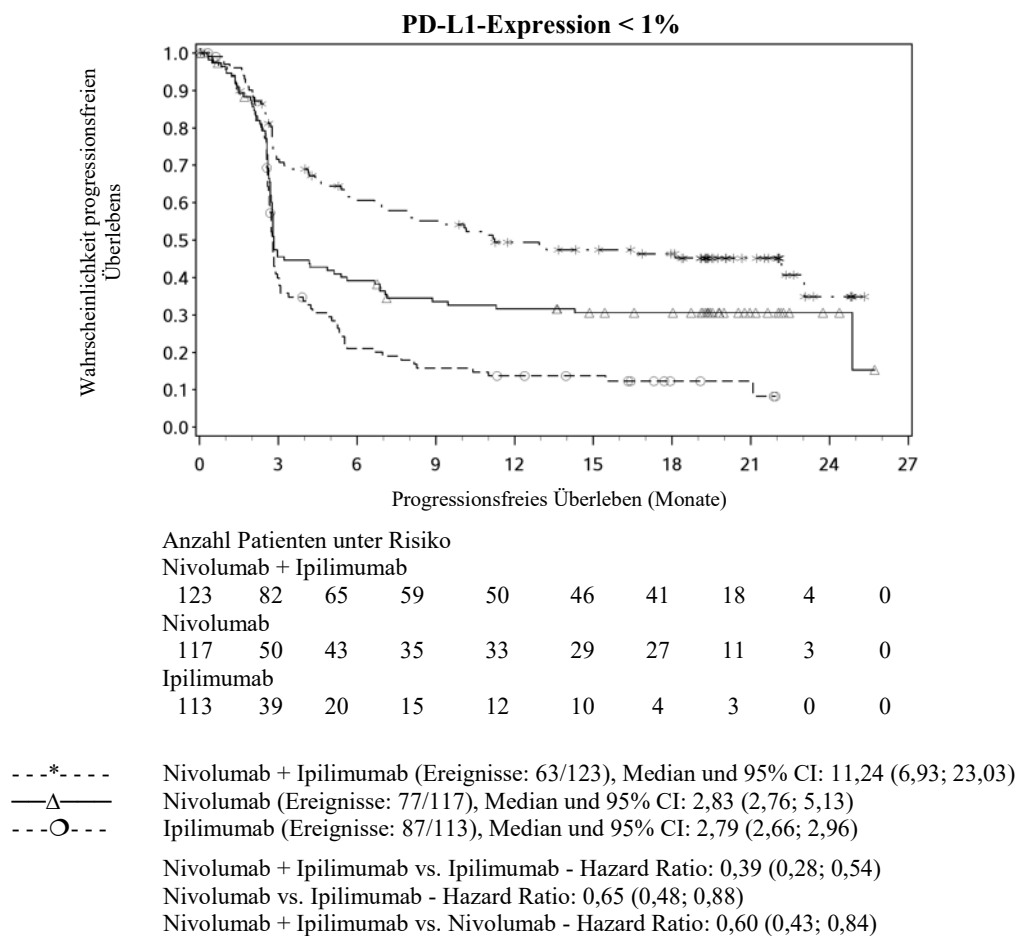 PD-L1-Expression < 1%
Wahrscheinlichkeit progressionsfreien
Überlebens
1.0
0.9
0.8
0.7
0.6
0.5
0.4
0.3
0.2
0.1
0.0
0 3 6 9 12 15 18 21 24 27
Progressionsfreies Überleben (Monate)
Anzahl Patienten unter Risiko
Nivolumab + Ipilimumab
123 82 65 59 50 46 41 18 4 0
Nivolumab
117 50 43 35 33 29 27 11 3 0
Ipilimumab
113 39 20 15 12 10 4 3 0 0
- - -*- - - - Nivolumab + Ipilimumab (Ereignisse: 63/123), Median und 95% CI: 11,24 (6,93; 23,03)
──Δ─── Nivolumab (Ereignisse: 77/117), Median und 95% CI: 2,83 (2,76; 5,13)
- - -❍- - - Ipilimumab (Ereignisse: 87/113), Median und 95% CI: 2,79 (2,66; 2,96)
Nivolumab + Ipilimumab vs. Ipilimumab - Hazard Ratio: 0,39 (0,28; 0,54)
Nivolumab vs. Ipilimumab - Hazard Ratio: 0,65 (0,48; 0,88)
Nivolumab + Ipilimumab vs. Nivolumab - Hazard Ratio: 0,60 (0,43; 0,84)